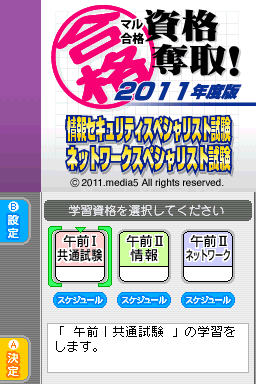 マル合格
合格
資格奪取!
2011年度版
情報セキュリティスペシャリスト試験
ネットワークスペシャリスト試験
© 2011.media5 All rights reserved.
学習資格を選択してください
B 設定
午前Ⅰ 共通試験
午前Ⅱ 情報
午前Ⅱ ネットワーク
スケジュール スケジュール スケジュール
「 午前Ⅰ共通試験 」の学習を
します。
A 決定